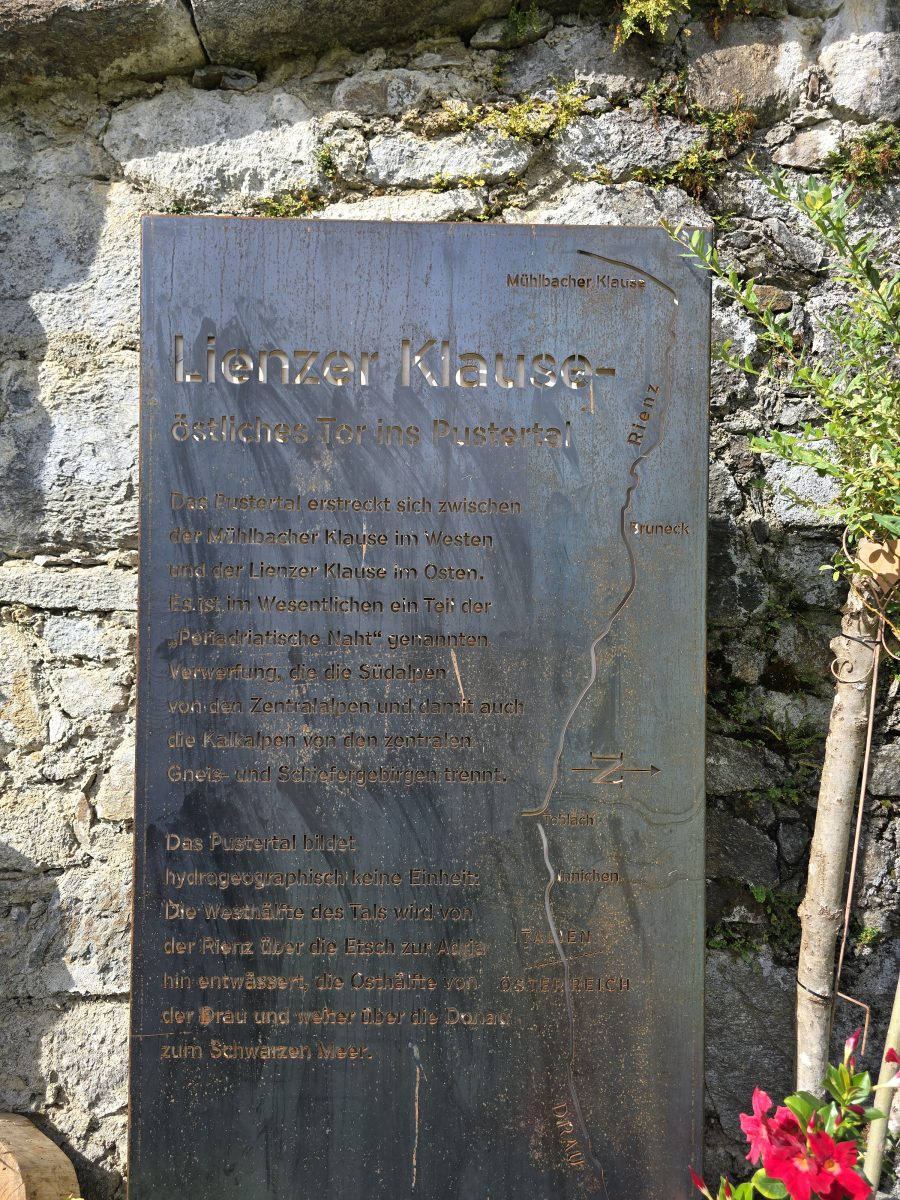 Mühlbacher Klause
Lienzer Klause-
östliches Tor ins Pustertal
Rienz
Das Pustertal erstreckt sich zwischen
der Mühlbacher Klause im Westen
und der Lienzer Klause im Osten.
Es ist im Wesentlichen ein Teil der
„Periadriatische Naht“ genannten
Verwerfung, die die Südalpen
von den Zentralalpen und damit auch
die Kalkalpen von den zentralen
Gneis- und Schiefergebirgen trennt.
Bruneck
N
Toblach
Innichen
Das Pustertal bildet
hydrogeographisch keine Einheit:
Die Westhälfte des Tals wird von
der Rienz über die Etsch zur Adria
hin entwässert, die Osthälfte von
der Drau und weiter über die Donau
zum Schwarzen Meer.
ITALIEN
ÖSTERREICH
DRAU